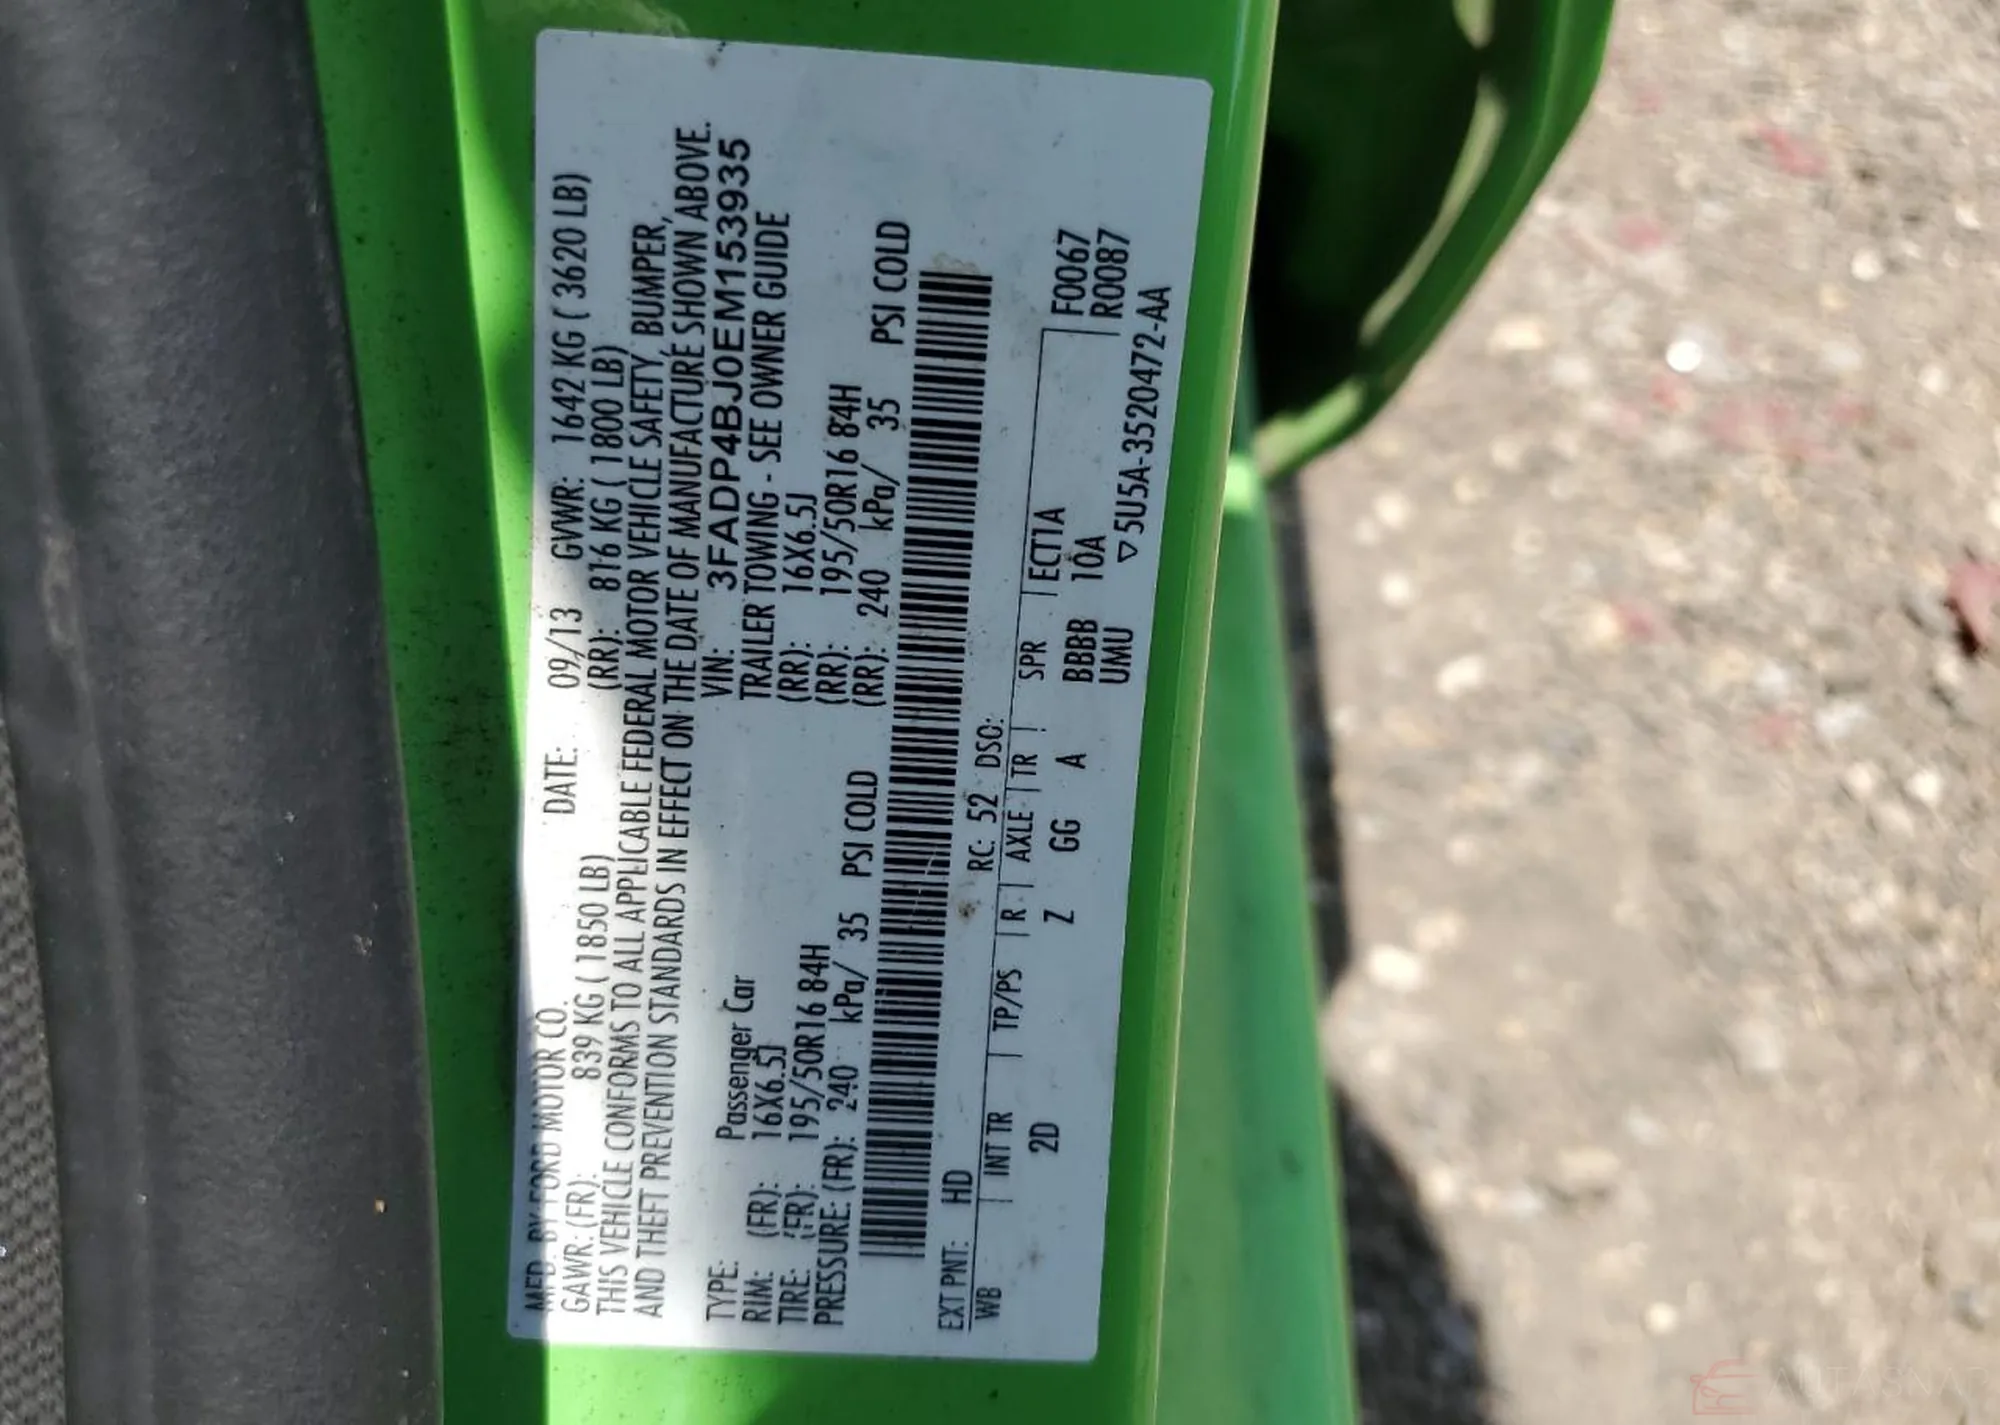 MFD. BY FORD MOTOR CO. DATE: 09/13 GVWR: 1642 KG ( 3620 LB)
GAWR: (FR): 839 KG ( 1850 LB) (RR): 816 KG ( 1800 LB)
THIS VEHICLE CONFORMS TO ALL APPLICABLE FEDERAL MOTOR VEHICLE SAFETY, BUMPER,
AND THEFT PREVENTION STANDARDS IN EFFECT ON THE DATE OF MANUFACTURE SHOWN ABOVE.
VIN: 3FADP4BJ0EM153935
TYPE: Passenger Car TRAILER TOWING - SEE OWNER GUIDE
RIM: (FR): 16X6.5J (RR): 16X6.5J
TIRE: (FR): 195/50R16 84H (RR): 195/50R16 84H
PRESSURE: (FR): 240 kPa/ 35 PSI COLD (RR): 240 kPa/ 35 PSI COLD
EXT PNT: HD RC: 52 DSO: F0067
WB INT TR TP/PS R AXLE TR SPR ECT1A R0087
2D Z GG A BBBB 10A
UMU ▽5U5A-3520472-AA
AUTASNAP